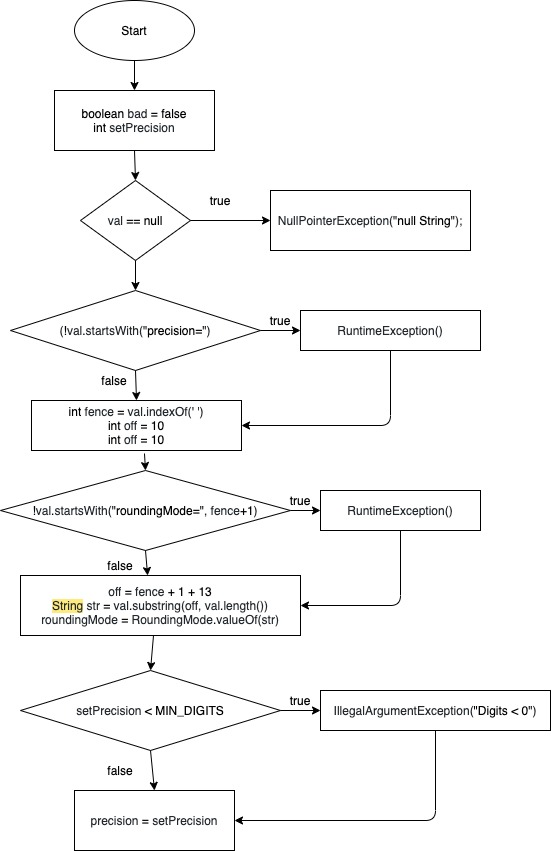 Start
boolean bad = false
int setPrecision
val == null
true
NullPointerException("null String");
(!val.startsWith("precision=")
true
RuntimeException()
false
int fence = val.indexOf(' ')
int off = 10
int off = 10
!val.startsWith("roundingMode=", fence+1)
true
RuntimeException()
false
off = fence + 1 + 13
String str = val.substring(off, val.length())
roundingMode = RoundingMode.valueOf(str)
setPrecision < MIN_DIGITS
true
IllegalArgumentException("Digits < 0")
false
precision = setPrecision